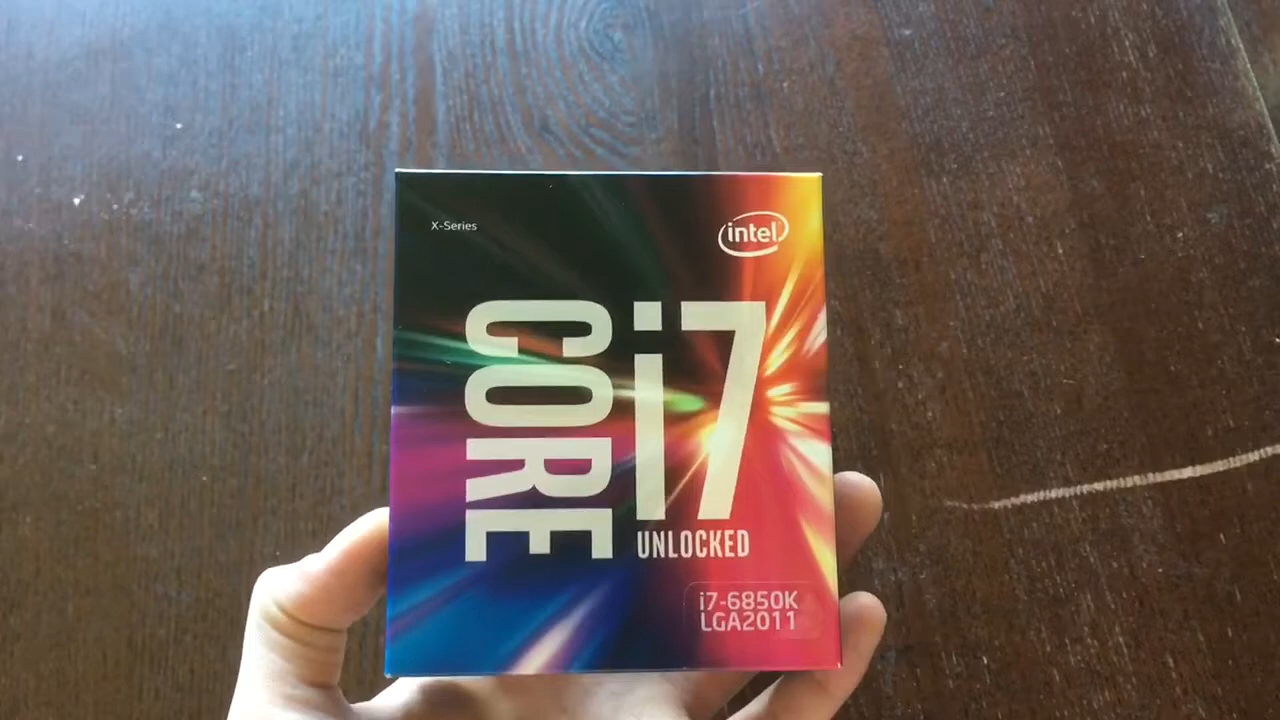 X-Series
intel
CORE i7
UNLOCKED
i7-6850K
LGA2011